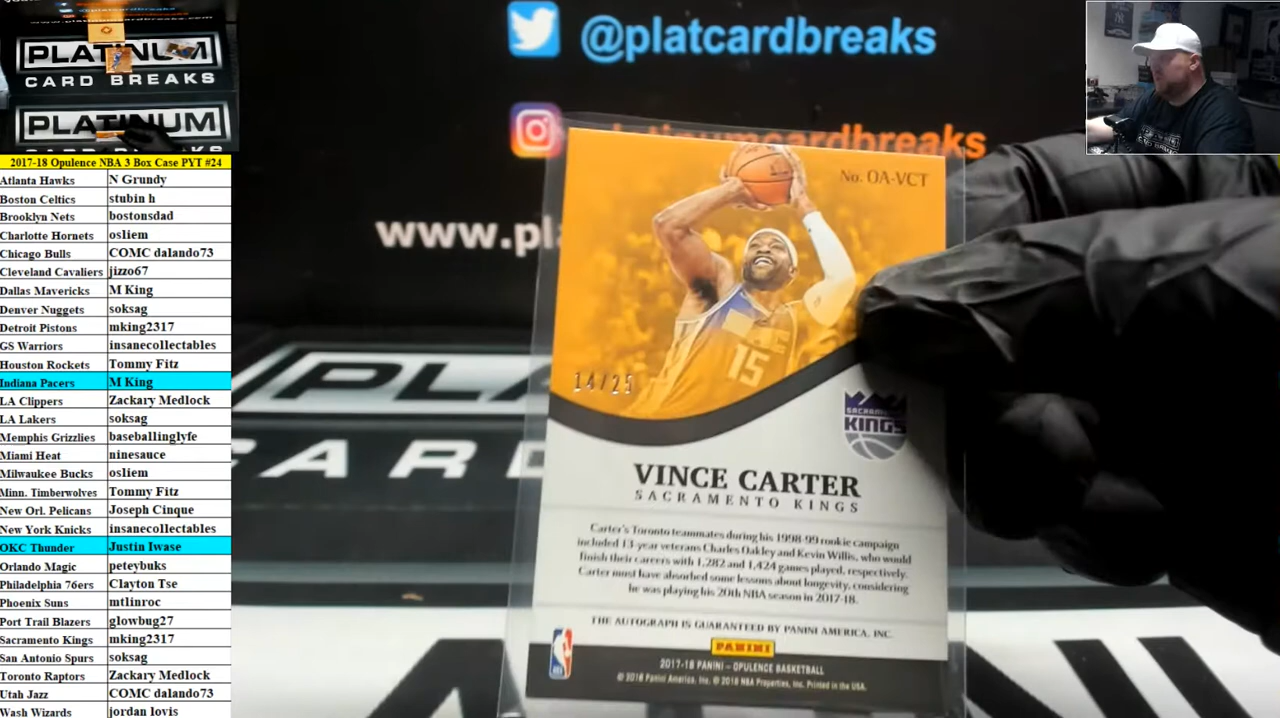 www.platinumcardbreaks.com
PLATINUM
CARD BREAKS
PLATINUM
@platcardbreaks
platinumcardbreaks
www.pl
PLA
CARD
2017-18 Opulence NBA 3 Box Case PYT #24
Atlanta Hawks N Grundy
Boston Celtics stubin h
Brooklyn Nets bostonsdad
Charlotte Hornets osliem
Chicago Bulls COMC dalando73
Cleveland Cavaliers jizzo67
Dallas Mavericks M King
Denver Nuggets soksag
Detroit Pistons mking2317
GS Warriors insanecollectables
Houston Rockets Tommy Fitz
Indiana Pacers M King
LA Clippers Zackary Medlock
LA Lakers soksag
Memphis Grizzlies baseballinglyfe
Miami Heat ninesauce
Milwaukee Bucks osliem
Minn. Timberwolves Tommy Fitz
New Orl. Pelicans Joseph Cinque
New York Knicks insanecollectables
OKC Thunder Justin Iwase
Orlando Magic peteybuks
Philadelphia 76ers Clayton Tse
Phoenix Suns mtlinroc
Port Trail Blazers glowbug27
Sacramento Kings mking2317
San Antonio Spurs soksag
Toronto Raptors Zackary Medlock
Utah Jazz COMC dalando73
Wash Wizards jordan lovis
No. OA-VCT
15
14/25
SACRAMENTO
KINGS
VINCE CARTER
SACRAMENTO KINGS
Carter's Toronto teammates during his 1998-99 rookie campaign
included 13-year veterans Charles Oakley and Kevin Willis, who would
finish their careers with 1,282 and 1,424 games played, respectively.
Carter must have absorbed some lessons about longevity, considering
he was playing his 20th NBA season in 2017-18.
THE AUTOGRAPH IS GUARANTEED BY PANINI AMERICA, INC.
PANINI
2017-18 PANINI – OPULENCE BASKETBALL
© 2018 Panini America, Inc. © 2018 NBA Properties, Inc. Printed in the USA.